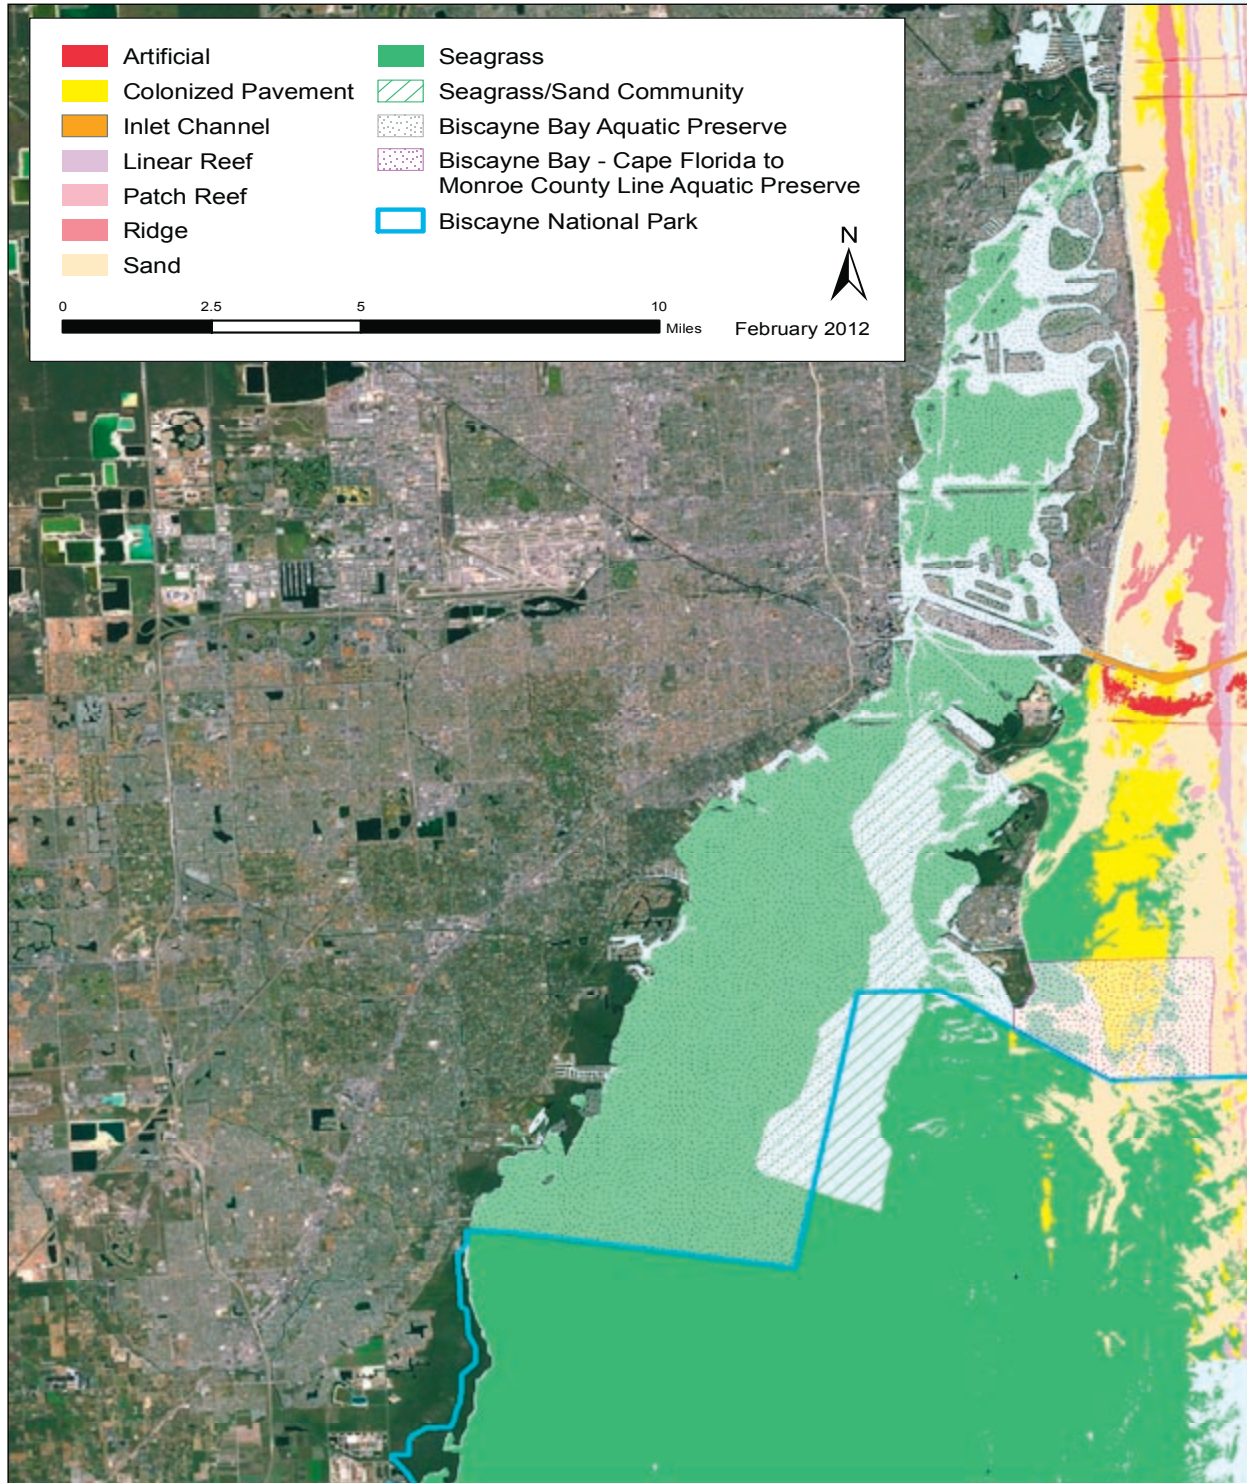 Artificial
Colonized Pavement
Inlet Channel
Linear Reef
Patch Reef
Ridge
Sand
Seagrass
Seagrass/Sand Community
Biscayne Bay Aquatic Preserve
Biscayne Bay - Cape Florida to
Monroe County Line Aquatic Preserve
Biscayne National Park
N
0 2.5 5 10
Miles
February 2012